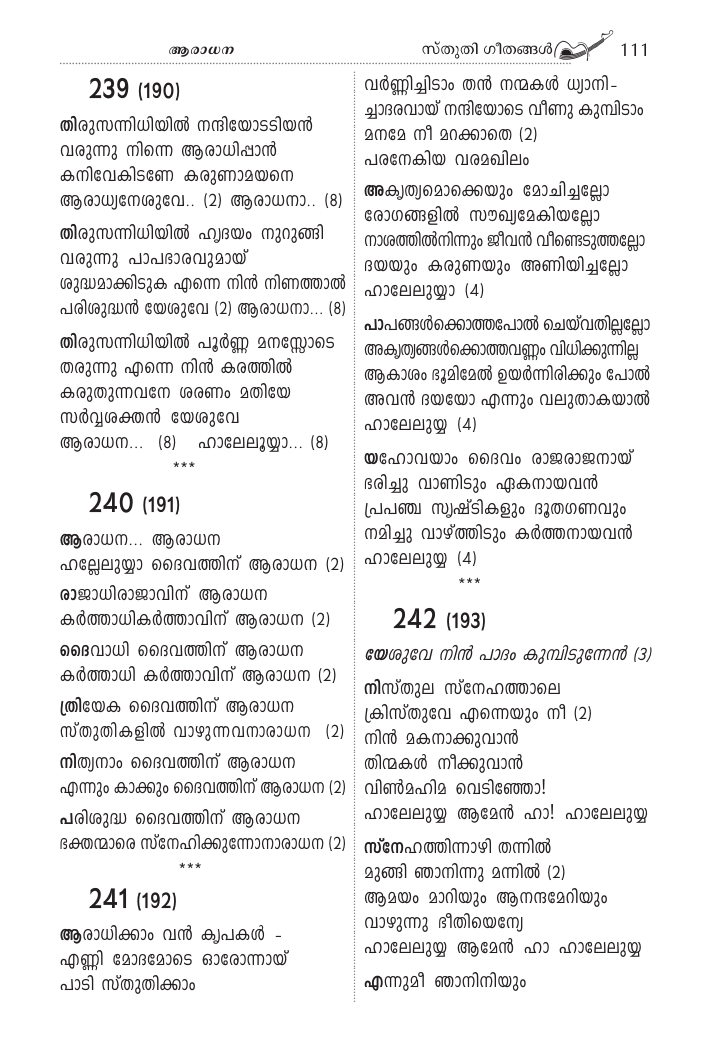 ആരാധന
സ്തുതി ഗീതങ്ങൾ 111
239 (190)
തിരുസന്നിധിയിൽ നന്ദിയോടടിയൻ
വരുന്നു നിന്നെ ആരാധിപ്പാൻ
കനിവേകിടണേ കരുണാമയനെ
ആരാധ്യനേശുവേ.. (2) ആരാധനാ.. (8)
തിരുസന്നിധിയിൽ ഹൃദയം നുറുങ്ങി
വരുന്നു പാപഭാരവുമായ്
ശുദ്ധമാക്കിടുക എന്നെ നിൻ നിണത്താൽ
പരിശുദ്ധൻ യേശുവേ (2) ആരാധനാ... (8)
തിരുസന്നിധിയിൽ പൂർണ്ണ മനസ്സോടെ
തരുന്നു എന്നെ നിൻ കരത്തിൽ
കരുതുന്നവനേ ശരണം മതിയേ
സർവ്വശക്തൻ യേശുവേ
ആരാധന... (8) ഹാലേലൂയ്യാ... (8)
***
240 (191)
ആരാധന... ആരാധന
ഹല്ലേലുയ്യാ ദൈവത്തിന് ആരാധന (2)
രാജാധിരാജാവിന് ആരാധന
കർത്താധികർത്താവിന് ആരാധന (2)
ദൈവാധി ദൈവത്തിന് ആരാധന
കർത്താധി കർത്താവിന് ആരാധന (2)
ത്രിയേക ദൈവത്തിന് ആരാധന
സ്തുതികളിൽ വാഴുന്നവനാരാധന (2)
നിത്യനാം ദൈവത്തിന് ആരാധന
എന്നും കാക്കും ദൈവത്തിന് ആരാധന (2)
പരിശുദ്ധ ദൈവത്തിന് ആരാധന
ഭക്തന്മാരെ സ്നേഹിക്കുന്നോനാരാധന (2)
***
241 (192)
ആരാധിക്കാം വൻ കൃപകൾ -
എണ്ണി മോദമോടെ ഓരോന്നായ്
പാടി സ്തുതിക്കാം
വർണ്ണിച്ചിടാം തൻ നന്മകൾ ധ്യാനി-
ച്ചാദരവായ് നന്ദിയോടെ വീണു കുമ്പിടാം
മനമേ നീ മറക്കാതെ (2)
പരനേകിയ വരമഖിലം
അകൃത്യമൊക്കെയും മോചിച്ചല്ലോ
രോഗങ്ങളിൽ സൗഖ്യമേകിയല്ലോ
നാശത്തിൽനിന്നും ജീവൻ വീണ്ടെടുത്തല്ലോ
ദയയും കരുണയും അണിയിച്ചല്ലോ
ഹാലേലുയ്യാ (4)
പാപങ്ങൾക്കൊത്തപോൽ ചെയ്‌വതില്ലല്ലോ
അകൃത്യങ്ങൾക്കൊത്തവണ്ണം വിധിക്കുന്നില്ല
ആകാശം ഭൂമിമേൽ ഉയർന്നിരിക്കും പോൽ
അവൻ ദയയോ എന്നും വലുതാകയാൽ
ഹാലേലുയ്യ (4)
യഹോവയാം ദൈവം രാജരാജനായ്
ഭരിച്ചു വാണിടും ഏകനായവൻ
പ്രപഞ്ച സൃഷ്ടികളും ദൂതഗണവും
നമിച്ചു വാഴ്ത്തിടും കർത്തനായവൻ
ഹാലേലുയ്യ (4)
***
242 (193)
യേശുവേ നിൻ പാദം കുമ്പിടുന്നേൻ (3)
നിസ്തുല സ്നേഹത്താലെ
ക്രിസ്തുവേ എന്നെയും നീ (2)
നിൻ മകനാക്കുവാൻ
തിന്മകൾ നീക്കുവാൻ
വിൺമഹിമ വെടിഞ്ഞോ!
ഹാലേലുയ്യ ആമേൻ ഹാ! ഹാലേലുയ്യ
സ്നേഹത്തിന്നാഴി തന്നിൽ
മുങ്ങി ഞാനിന്നു മന്നിൽ (2)
ആമയം മാറിയും ആനന്ദമേറിയും
വാഴുന്നു ഭീതിയെന്യേ
ഹാലേലുയ്യ ആമേൻ ഹാ ഹാലേലുയ്യ
എന്നുമീ ഞാനിനിയും